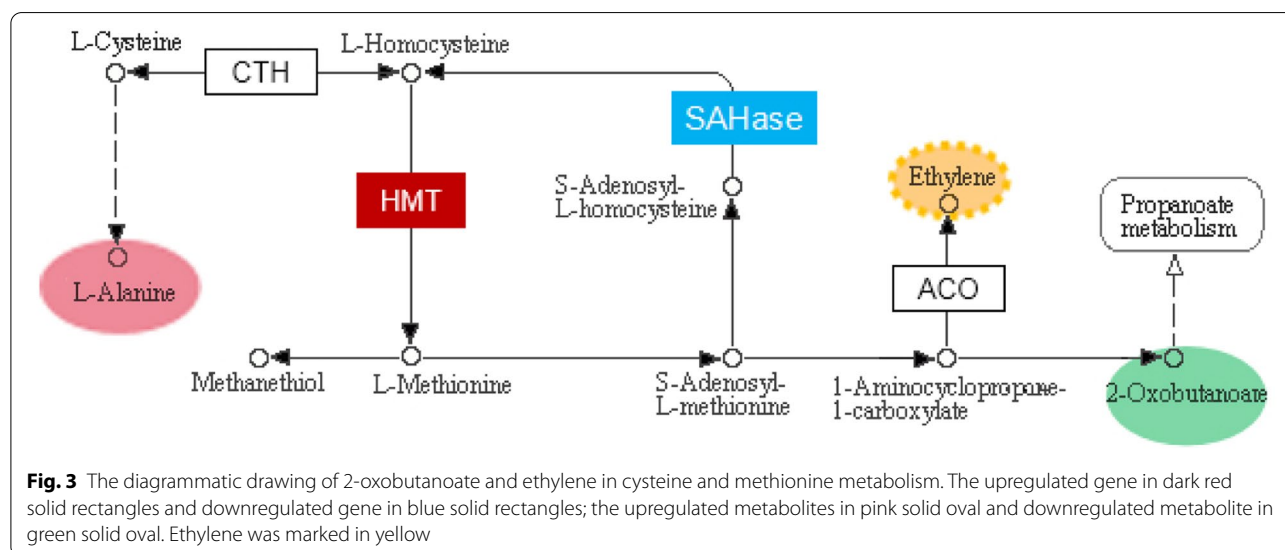 L-Cysteine
CTH
L-Homocysteine
SAHase
HMT
S-Adenosyl-
L-homocysteine
Ethylene
Propanoate
metabolism
L-Alanine
ACO
Methanethiol
L-Methionine
S-Adenosyl-
L-methionine
1-Aminocyclopropane-
1-carboxylate
2-Oxobutanoate
Fig. 3 The diagrammatic drawing of 2-oxobutanoate and ethylene in cysteine and methionine metabolism. The upregulated gene in dark red
solid rectangles and downregulated gene in blue solid rectangles; the upregulated metabolites in pink solid oval and downregulated metabolite in
green solid oval. Ethylene was marked in yellow